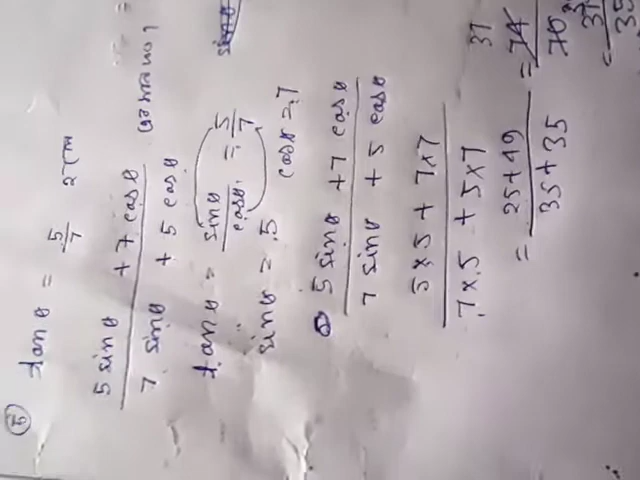 ⑤ tan θ = 5/7 হলে
(5 sin θ + 7 cos θ)/(7 sin θ + 5 cos θ)
tan θ = sin θ/cos θ = 5/7
sin θ = 5 cos θ = 7
(5 sin θ + 7 cos θ)/(7 sin θ + 5 cos θ)
(5 × 5 + 7 × 7)/(7 × 5 + 5 × 7)
= (25 + 49)/(35 + 35) = 74/70 37
= 37/35